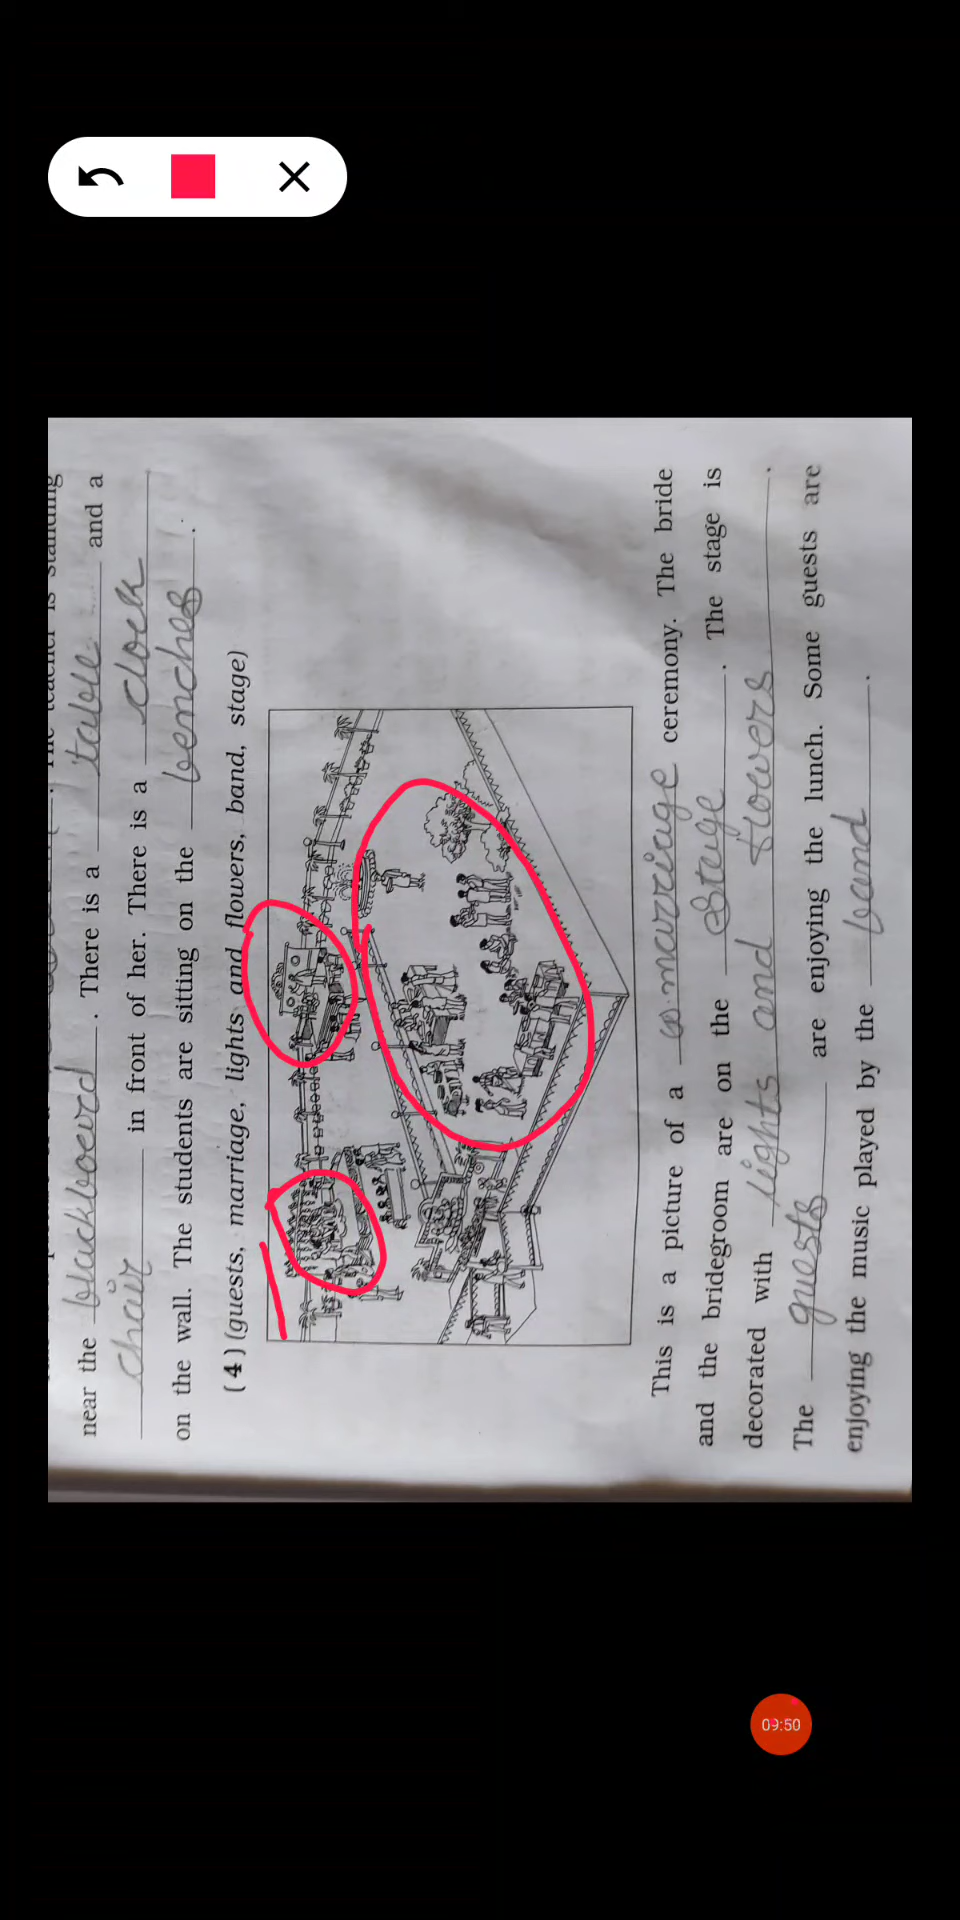 near the blackboard. There is a table and a
chair in front of her. There is a clock
on the wall. The students are sitting on the benches.
(4) (guests, marriage, lights and flowers, band, stage)
This is a picture of a marriage ceremony. The bride
and the bridegroom are on the stage. The stage is
decorated with lights and flowers.
The guests are enjoying the lunch. Some guests are
enjoying the music played by the band.
09:50